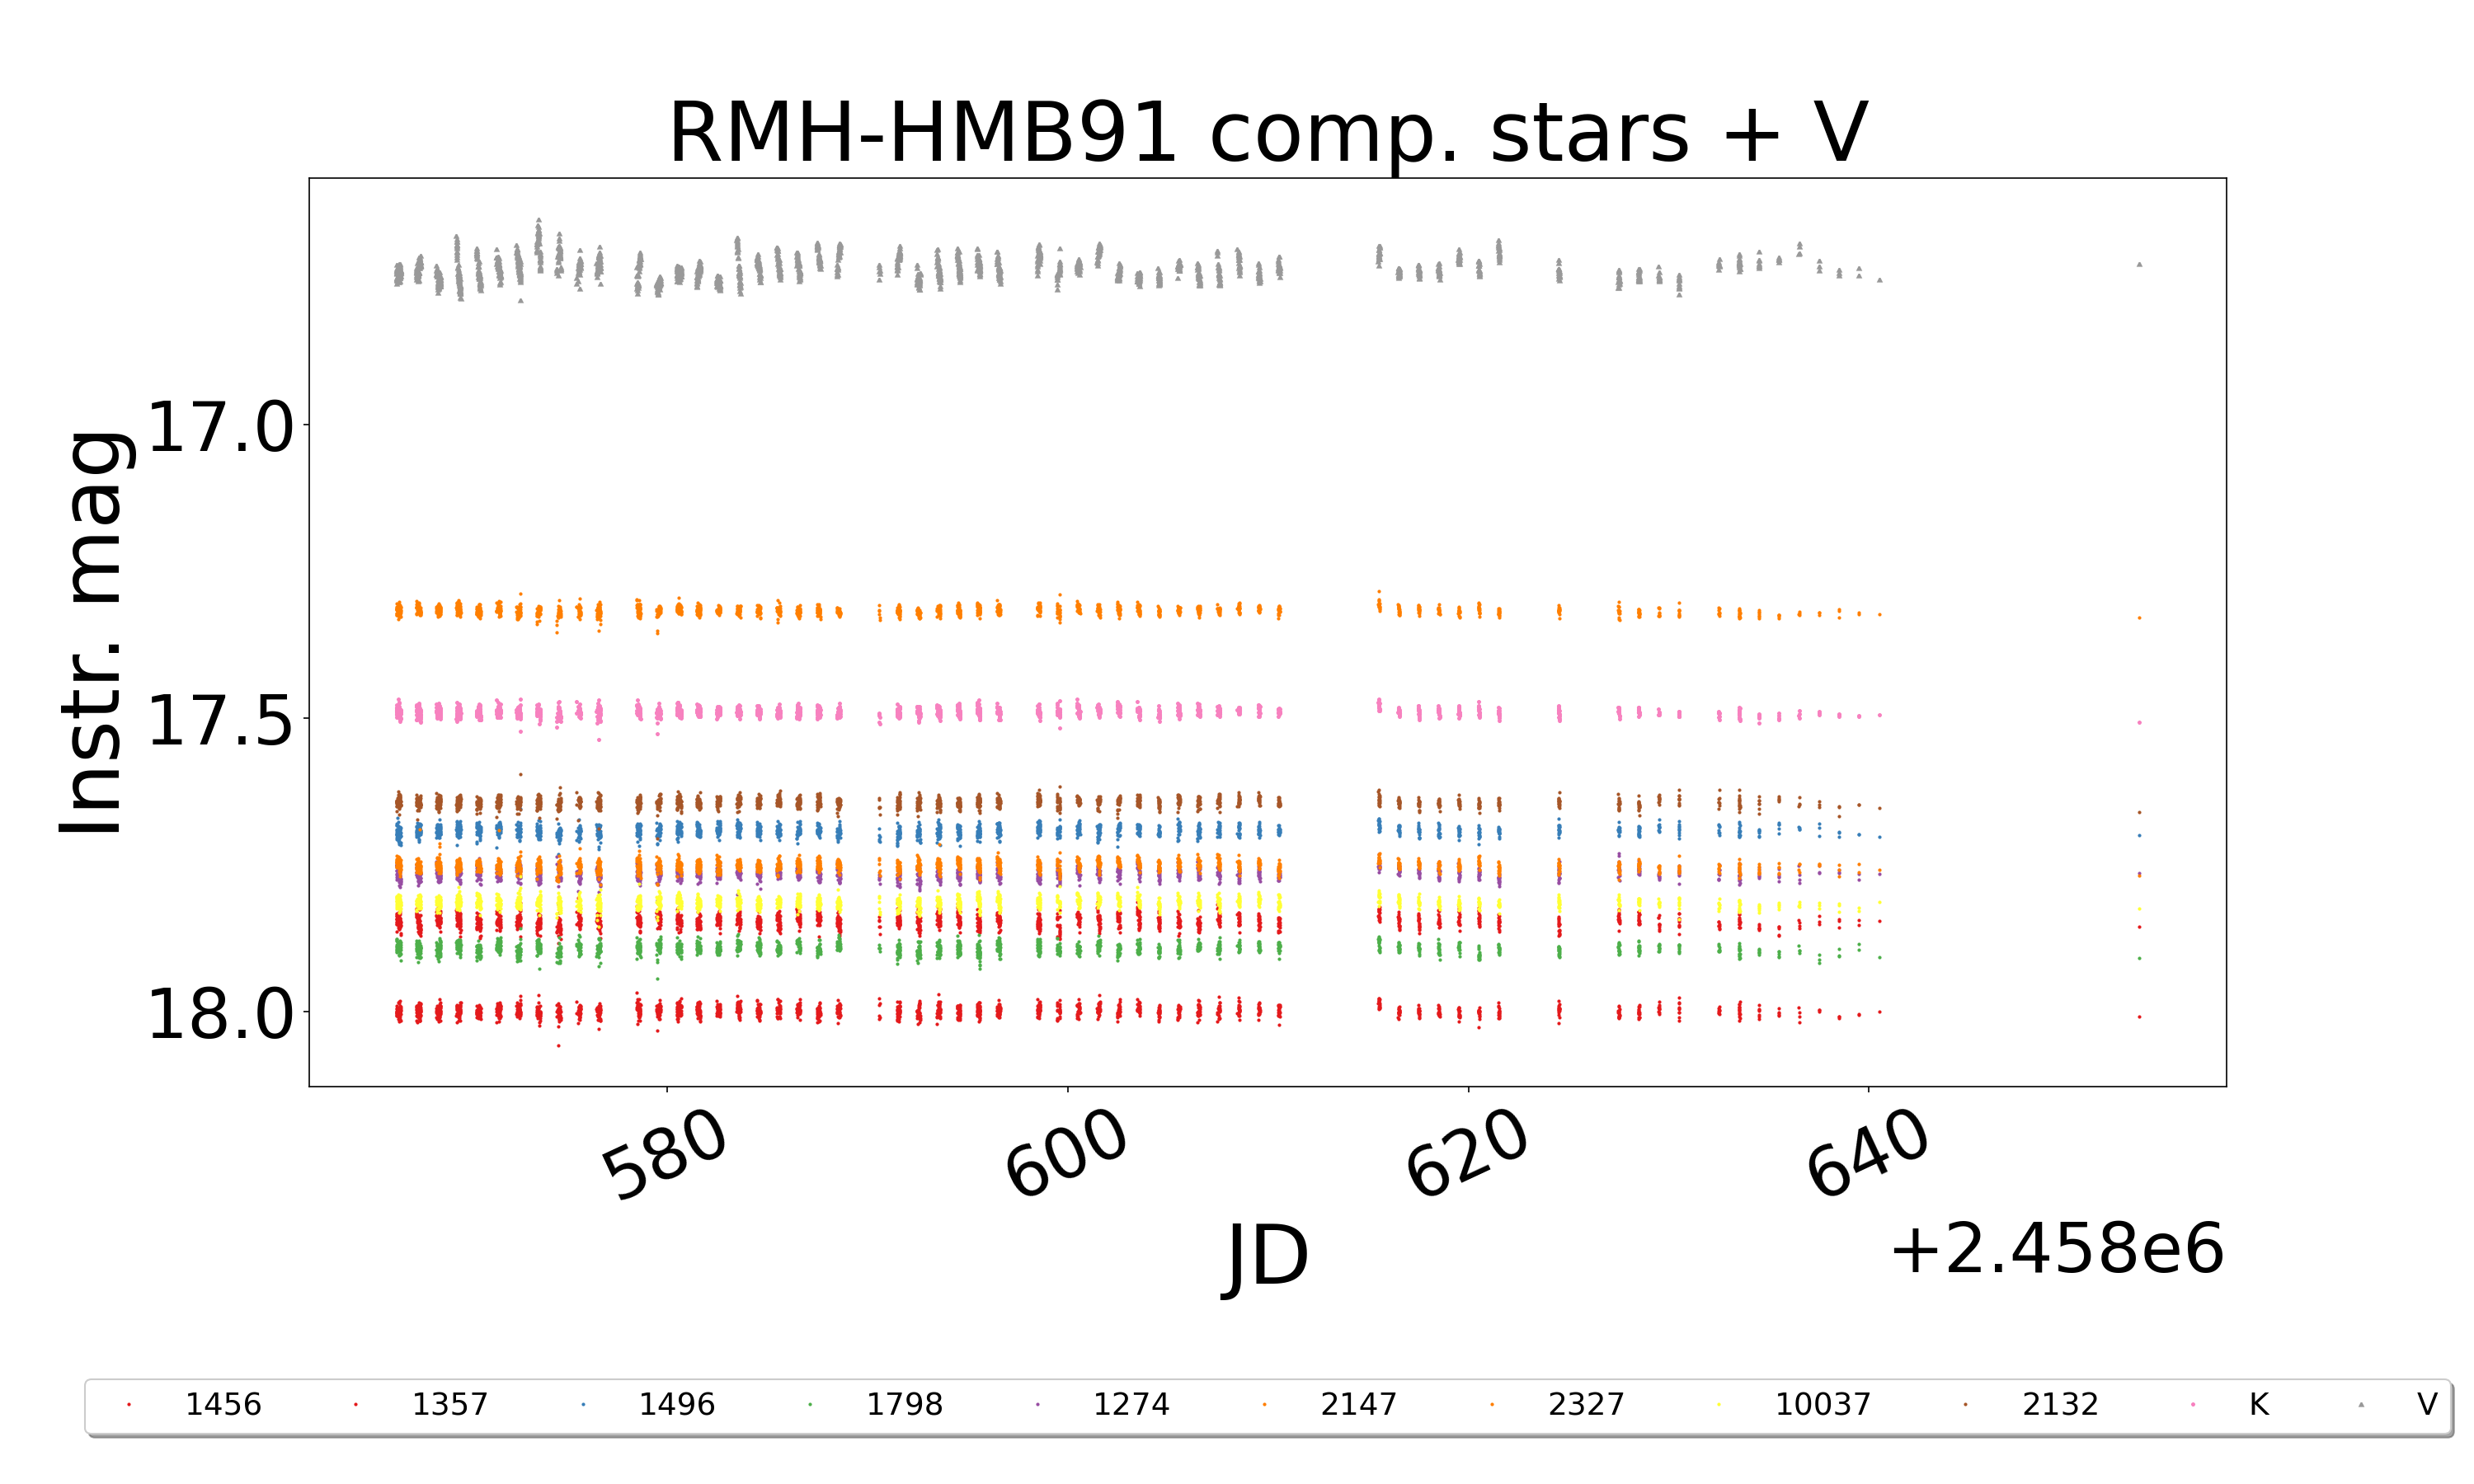 RMH-HMB91 comp. stars + V
Instr. mag
17.0
17.5
18.0
580 600 620 640
JD
+2.458e6
1456 1357 1496 1798 1274 2147 2327 10037 2132 K V